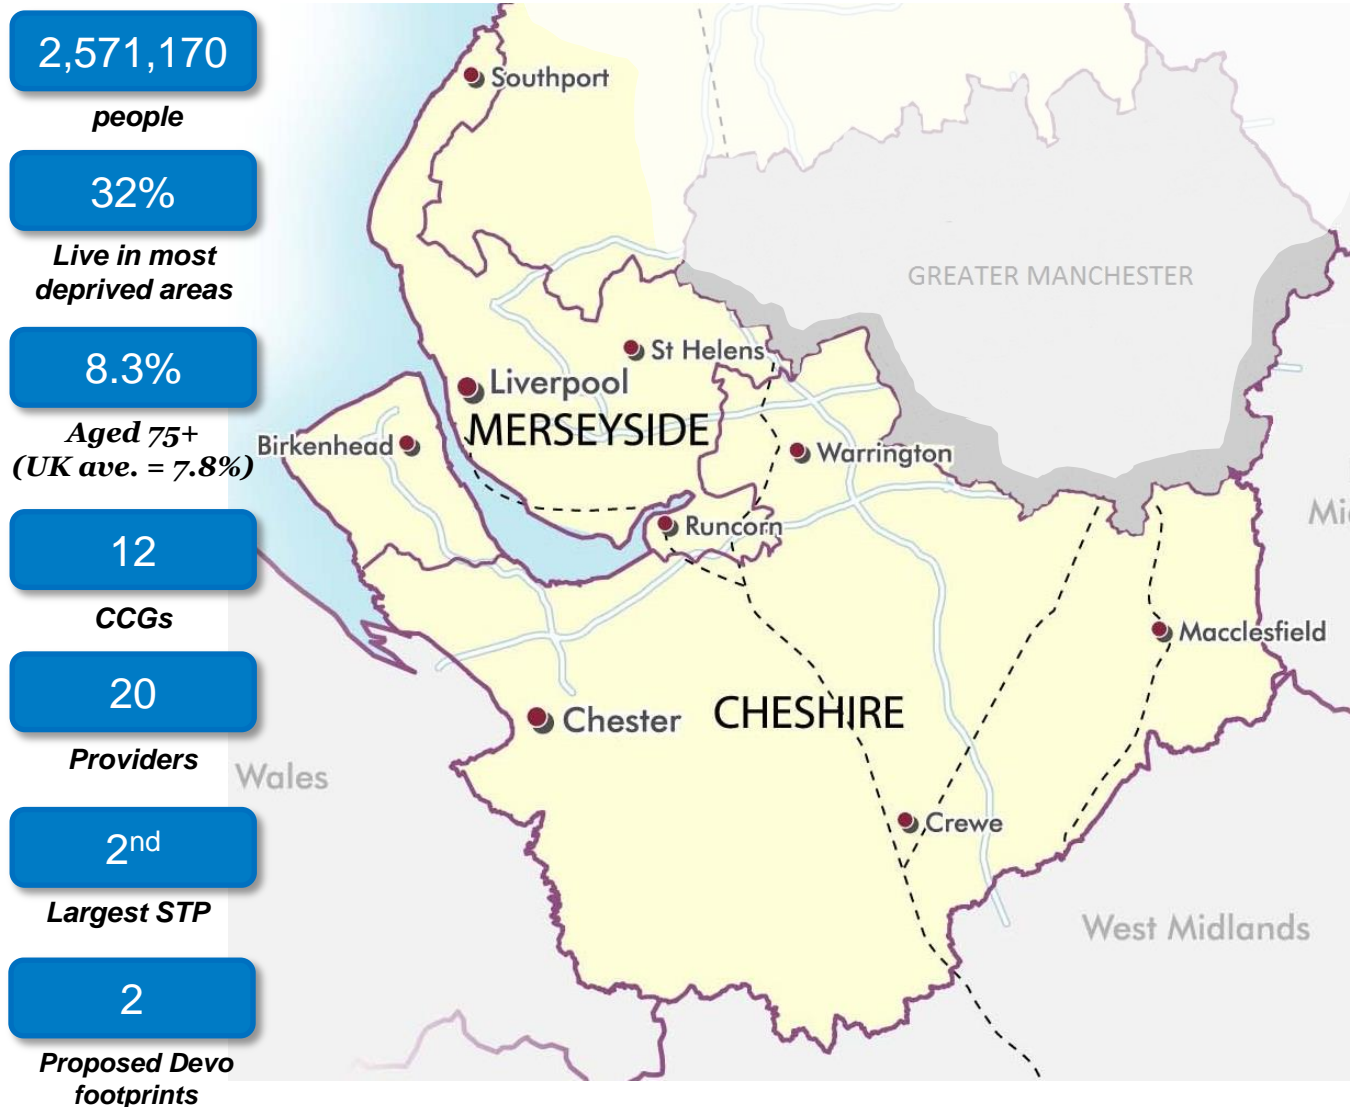 2,571,170
people
32%
Live in most
deprived areas
8.3%
Aged 75+
(UK ave. = 7.8%)
12
CCGs
20
Providers
2nd
Largest STP
2
Proposed Devo
footprints
Southport
GREATER MANCHESTER
St Helens
Liverpool
MERSEYSIDE
Birkenhead
Warrington
Runcorn
Mi
Macclesfield
Chester
CHESHIRE
Wales
Crewe
West Midlands